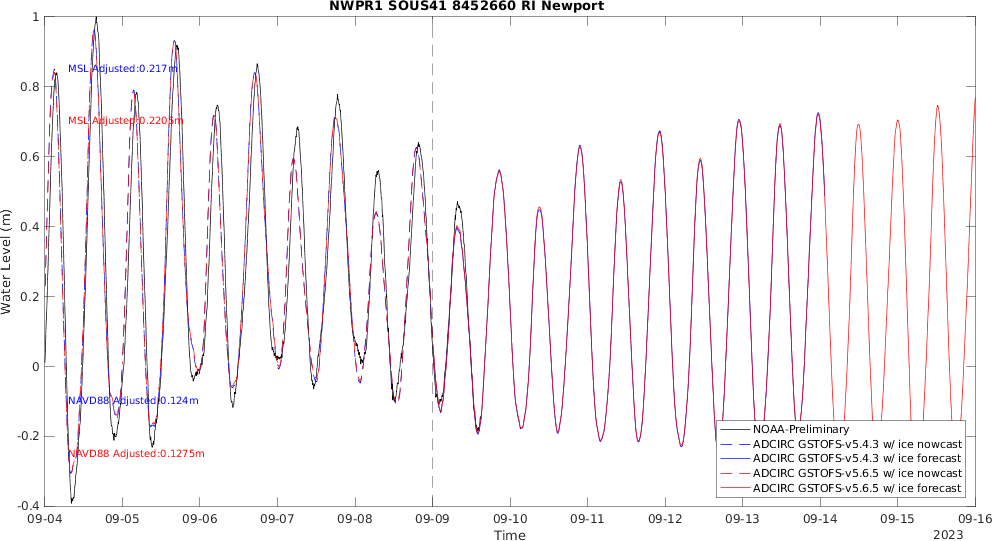 NWPR1 SOUS41 8452660 RI Newport
1
0.8
0.6
0.4
0.2
0
-0.2
-0.4
Water Level (m)
MSL Adjusted:0.217m
MSL Adjusted:0.2205m
NAVD88 Adjusted:0.124m
NAVD88 Adjusted:0.1275m
NOAA-Preliminary
ADCIRC GSTOFS-v5.4.3 w/ ice nowcast
ADCIRC GSTOFS-v5.4.3 w/ ice forecast
ADCIRC GSTOFS-v5.6.5 w/ ice nowcast
ADCIRC GSTOFS-v5.6.5 w/ ice forecast
09-04 09-05 09-06 09-07 09-08 09-09 09-10 09-11 09-12 09-13 09-14 09-15 09-16
Time
2023